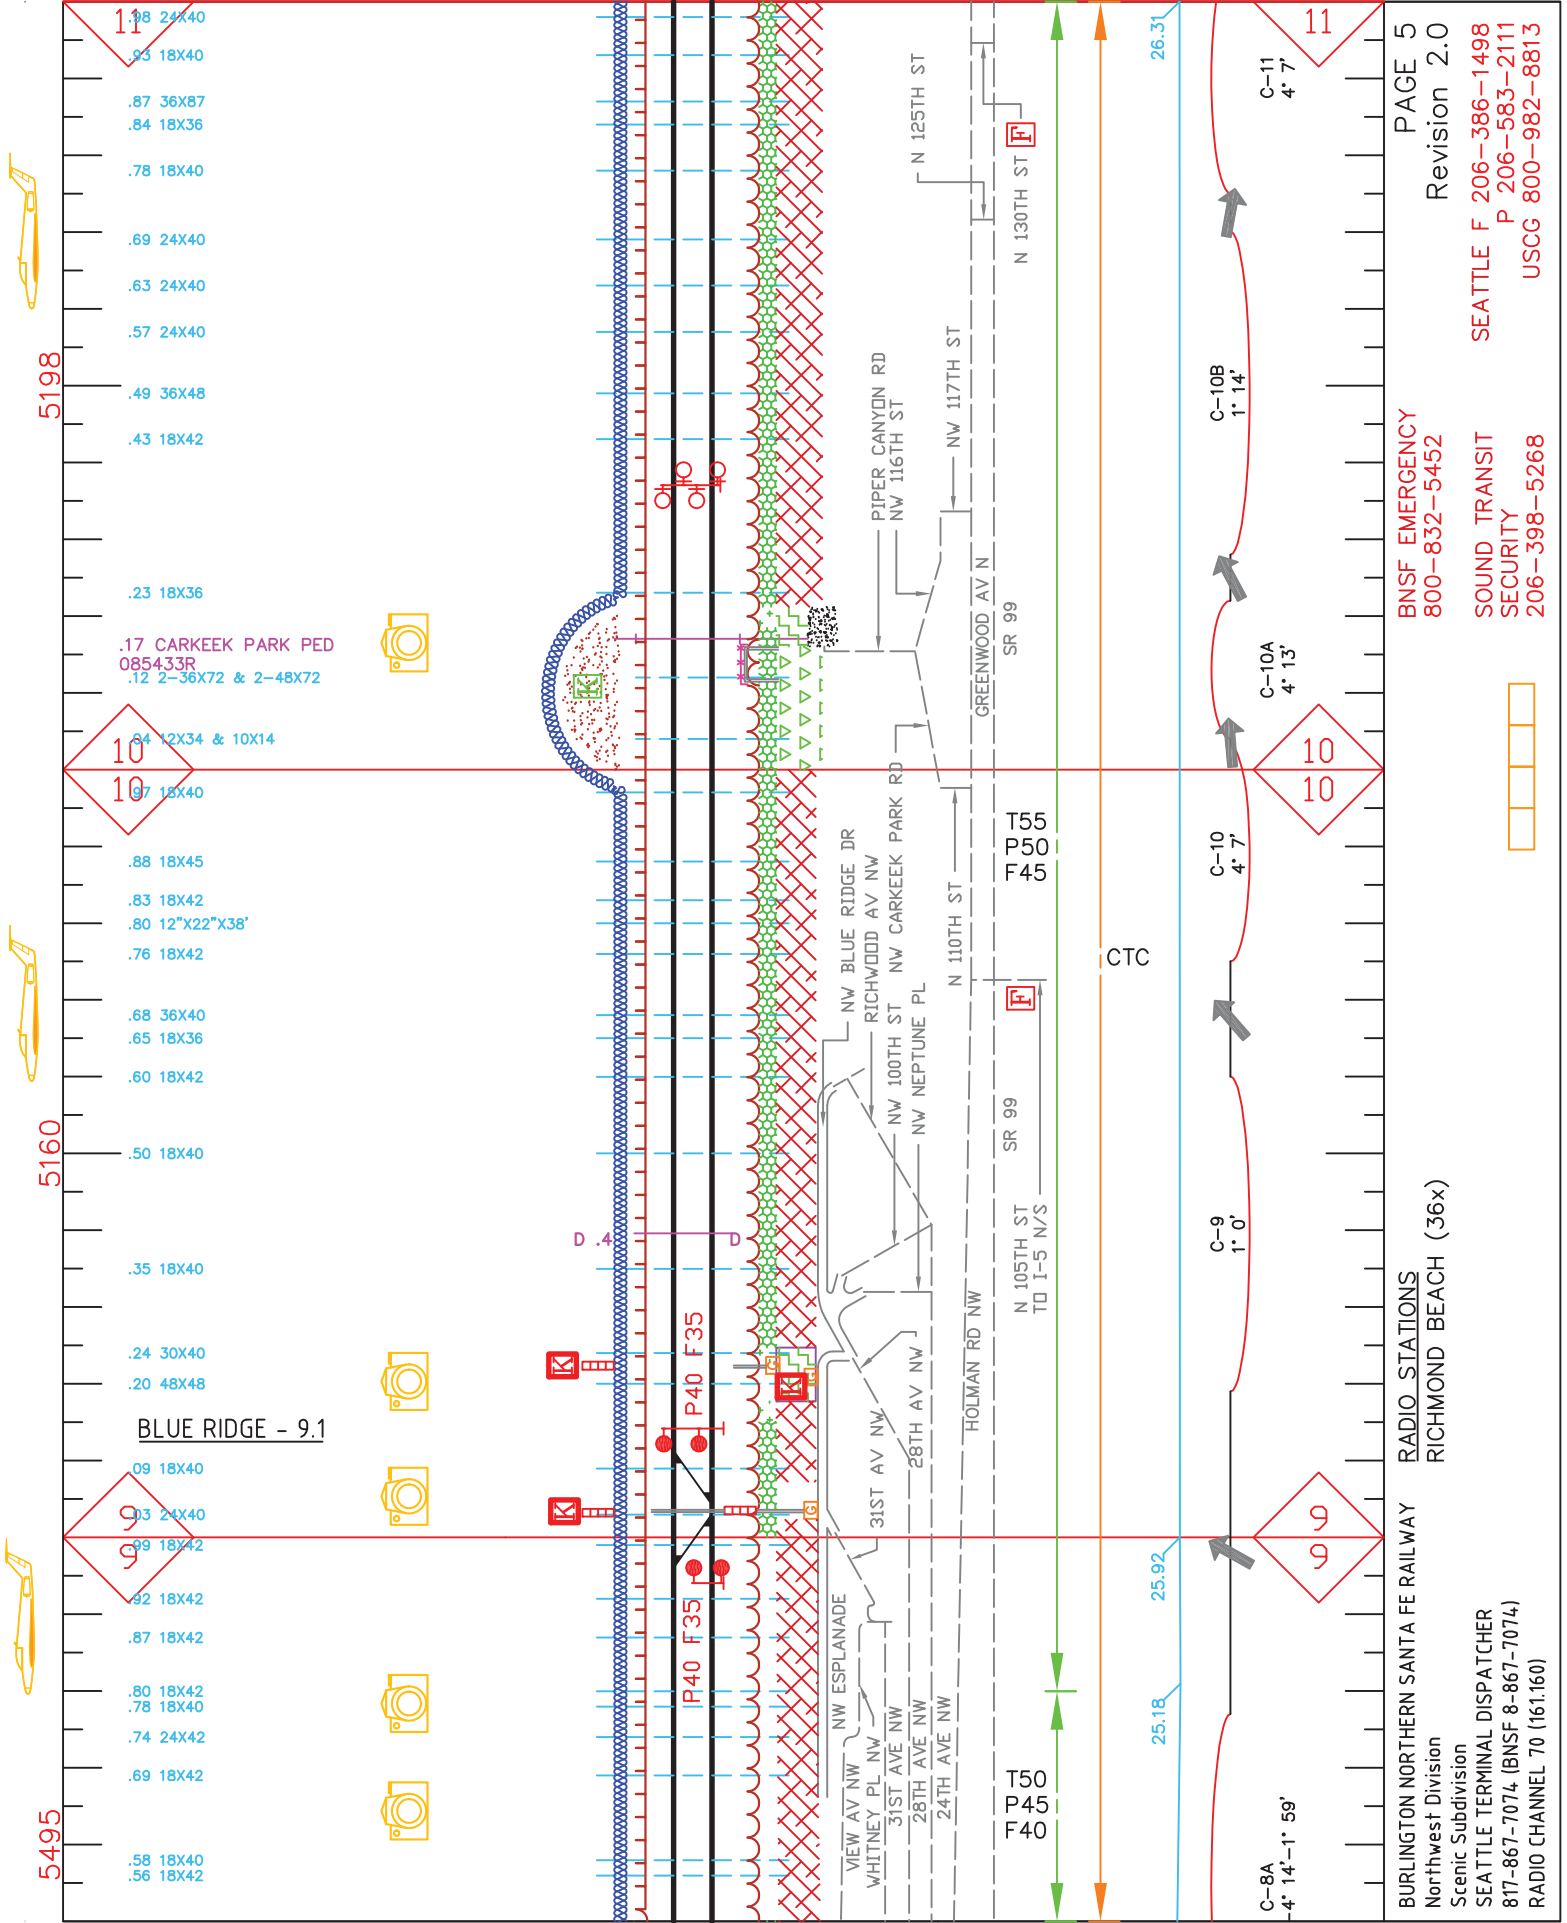 11
.98 24X40
.93 18X40
.87 36X87
.84 18X36
.78 18X40
.69 24X40
.63 24X40
.57 24X40
5198
.49 36X48
.43 18X42
.23 18X36
.17 CARKEEK PARK PED
085433R
.12 2-36X72 & 2-48X72
.04 12X34 & 10X14
10
10
.97 18X40
.88 18X45
.83 18X42
.80 12"X22"X38'
.76 18X42
.68 36X40
.65 18X36
.60 18X42
5160
.50 18X40
.35 18X40
.24 30X40
.20 48X48
BLUE RIDGE - 9.1
.09 18X40
.03 24X40
9
9
.99 18X42
.92 18X42
.87 18X42
.80 18X42
.78 18X40
.74 24X42
.69 18X42
5495
.58 18X40
.56 18X42
K
D .4
D
K
K
K
G
G
G
P40 F35
P40 F35
N 125TH ST
N 130TH ST
F
PIPER CANYON RD
NW 116TH ST
NW 117TH ST
GREENWOOD AV N
SR 99
NW BLUE RIDGE DR
RICHWOOD AV NW
NW CARKEEK PARK RD
NW 100TH ST
NW NEPTUNE PL
N 110TH ST
F
SR 99
N 105TH ST
TO I-5 N/S
HOLMAN RD NW
28TH AV NW
31ST AV NW
NW ESPLANADE
VIEW AV NW
WHITNEY PL NW
31ST AVE NW
28TH AVE NW
24TH AVE NW
T55
P50
F45
T50
P45
F40
CTC
26.31
25.92
25.18
C-11
4° 7'
C-10B
1° 14'
C-10A
4° 13'
C-10
4° 7'
C-9
1° 0'
C-8A
-4° 14'-1° 59'
11
10
10
9
9
PAGE 5
Revision 2.0
SEATTLE F 206-386-1498
P 206-583-2111
USCG 800-982-8813
BNSF EMERGENCY
800-832-5452
SOUND TRANSIT
SECURITY
206-398-5268
RADIO STATIONS
RICHMOND BEACH (36x)
BURLINGTON NORTHERN SANTA FE RAILWAY
Northwest Division
Scenic Subdivision
SEATTLE TERMINAL DISPATCHER
817-867-7074 (BNSF 8-867-7074)
RADIO CHANNEL 70 (161.160)